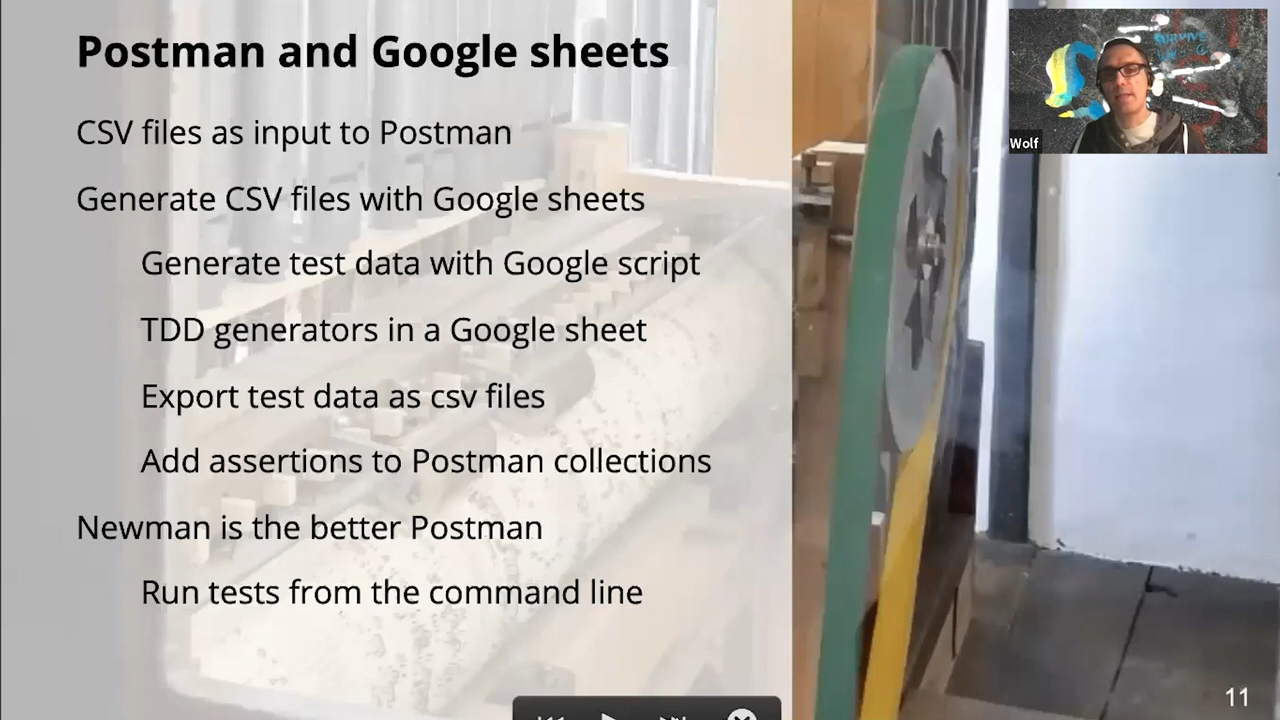 Postman and Google sheets
CSV files as input to Postman
Generate CSV files with Google sheets
Generate test data with Google script
TDD generators in a Google sheet
Export test data as csv files
Add assertions to Postman collections
Newman is the better Postman
Run tests from the command line
SURVIVE
Wolf
11